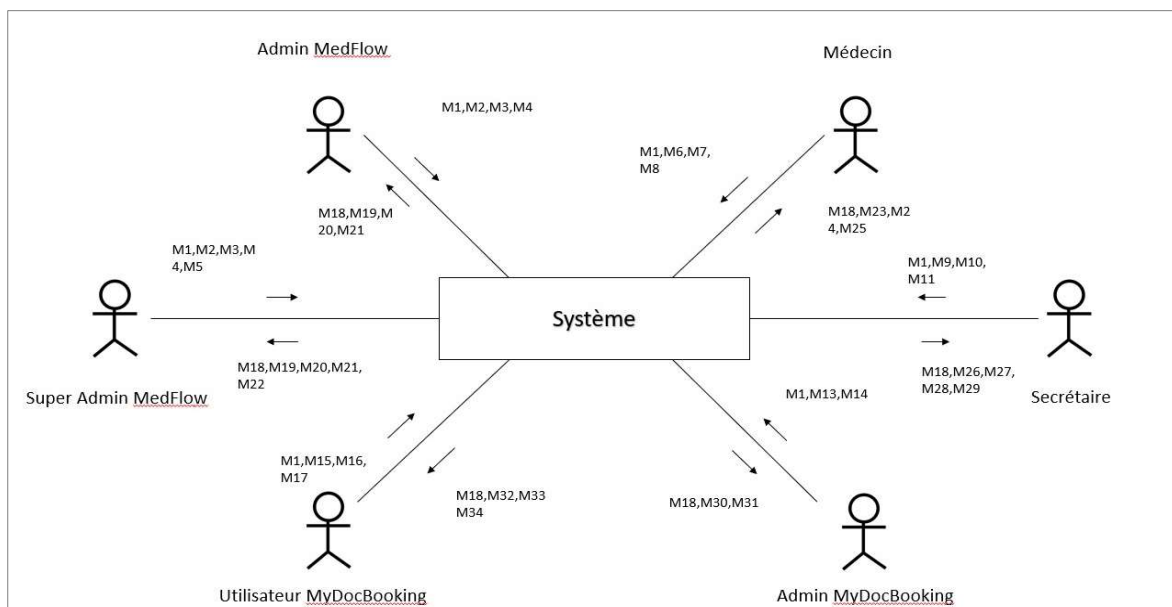 Admin MedFlow
Médecin
M1,M2,M3,M4
M1,M6,M7,
M8
M18,M19,M
20,M21
M18,M23,M2
4,M25
M1,M2,M3,M
4,M5
M1,M9,M10,
M11
Système
M18,M19,M20,M21,
M22
M18,M26,M27,
M28,M29
Super Admin MedFlow
Secrétaire
M1,M13,M14
M1,M15,M16,
M17
M18,M32,M33
M34
M18,M30,M31
Utilisateur MyDocBooking
Admin MyDocBooking